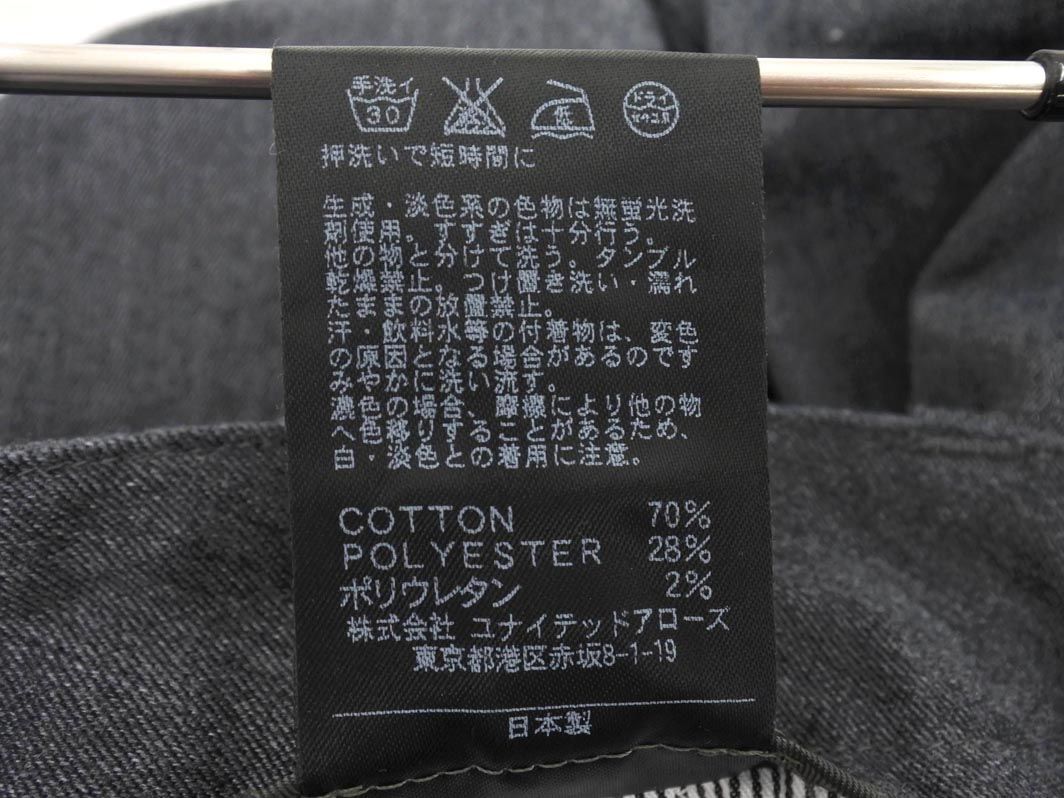 手洗イ
30
低
ドライ
押洗いで短時間に
生成・淡色系の色物は無蛍光洗
剤使用。すすぎは十分行う。
他の物と分けて洗う。タンブル
乾燥禁止。つけ置き洗い・濡れ
たままの放置禁止。
汗・飲料水等の付着物は、変色
の原因となる場合があるのです
みやかに洗い流す。
濃色の場合、摩擦により他の物
へ色移りすることがあるため、
白・淡色との着用に注意。
COTTON 70%
POLYESTER 28%
ポリウレタン 2%
株式会社 ユナイテッドアローズ
東京都港区赤坂8-1-19
日本製